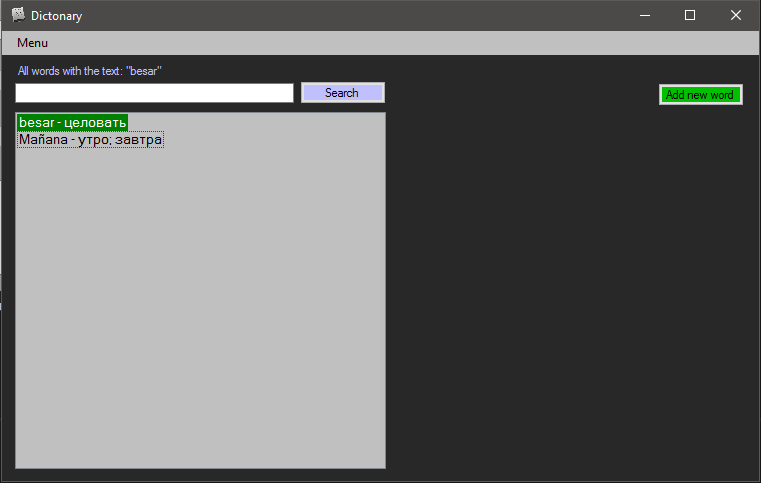 Dictonary
Menu
All words with the text: "besar"
Search
Add new word
besar - целовать
Mañana - утро; завтра